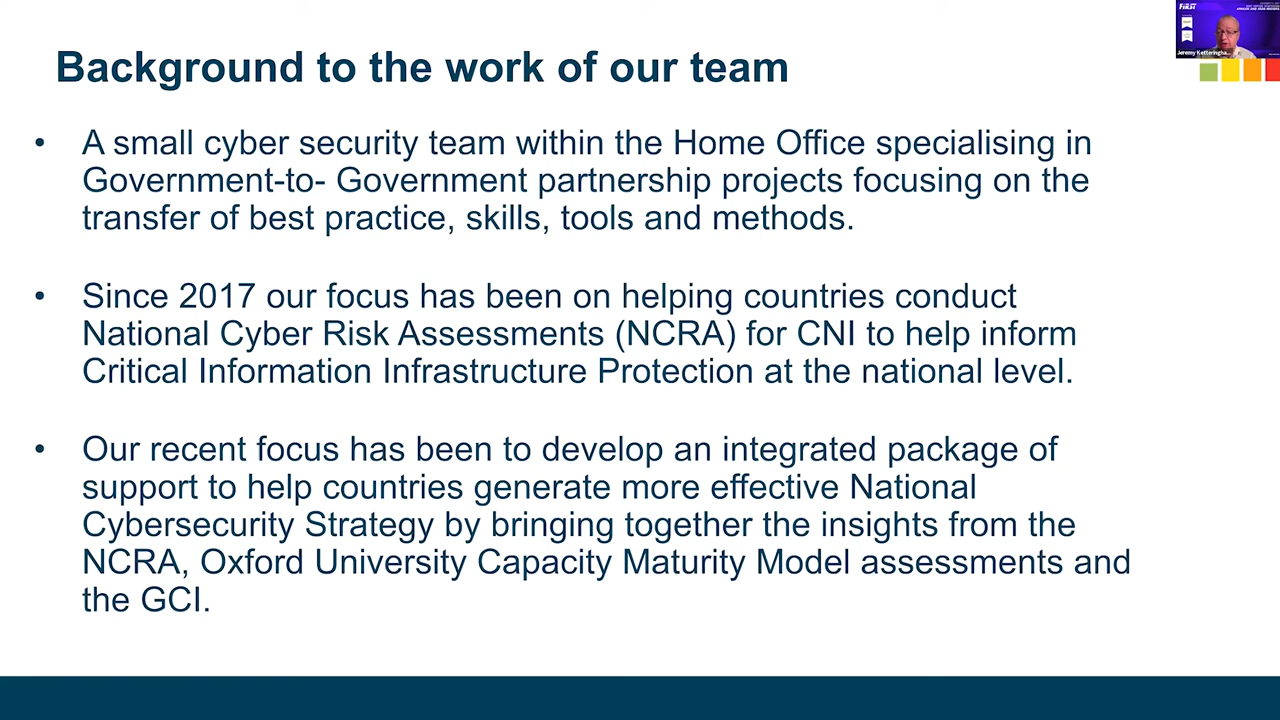 FIRST
Jeremy Ketteringha...
Background to the work of our team
• A small cyber security team within the Home Office specialising in
Government-to- Government partnership projects focusing on the
transfer of best practice, skills, tools and methods.
• Since 2017 our focus has been on helping countries conduct
National Cyber Risk Assessments (NCRA) for CNI to help inform
Critical Information Infrastructure Protection at the national level.
• Our recent focus has been to develop an integrated package of
support to help countries generate more effective National
Cybersecurity Strategy by bringing together the insights from the
NCRA, Oxford University Capacity Maturity Model assessments and
the GCI.